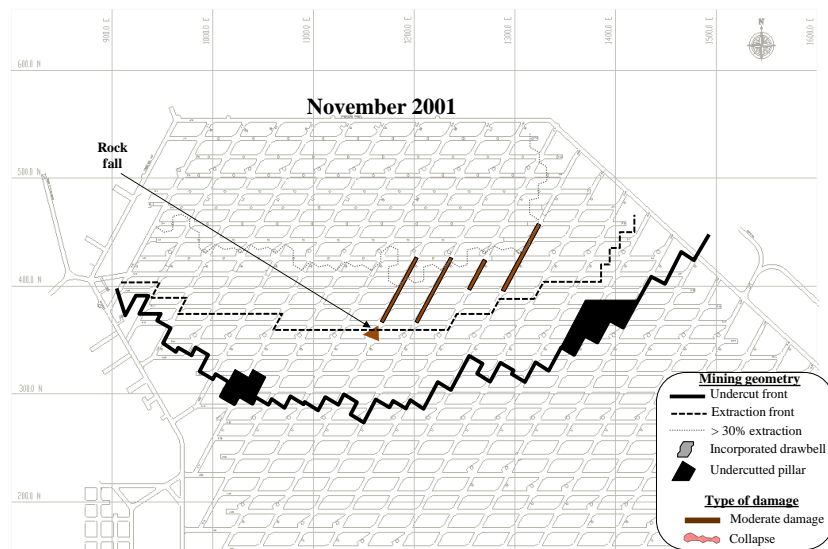 900.0 E
1000.0 E
1100.0 E
1200.0 E
1300.0 E
1400.0 E
1500.0 E
1600.0 E
N
600.0 N
November 2001
Rock
fall
500.0 N
400.0 N
300.0 N
200.0 N
Mining geometry
Undercut front
Extraction front
> 30% extraction
Incorporated drawbell
Undercutted pillar
Type of damage
Moderate damage
Collapse